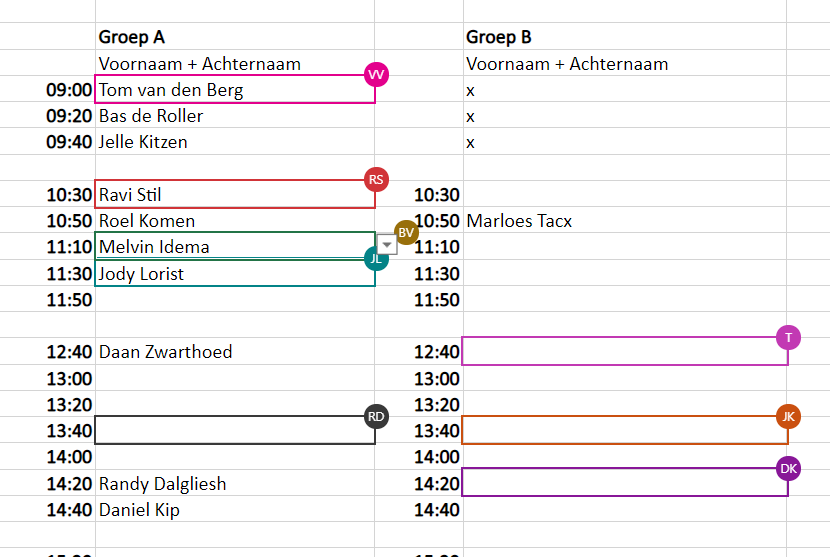 Groep A Groep B
Voornaam + Achternaam Voornaam + Achternaam
VV
09:00 Tom van den Berg x
09:20 Bas de Roller x
09:40 Jelle Kitzen x
RS
10:30 Ravi Stil 10:30
10:50 Roel Komen 10:50 Marloes Tacx
BV
11:10 Melvin Idema 11:10
JL
11:30 Jody Lorist 11:30
11:50 11:50
T
12:40 Daan Zwarthoed 12:40
13:00 13:00
13:20 13:20
RD JK
13:40 13:40
14:00 14:00
DK
14:20 Randy Dalgliesh 14:20
14:40 Daniel Kip 14:40